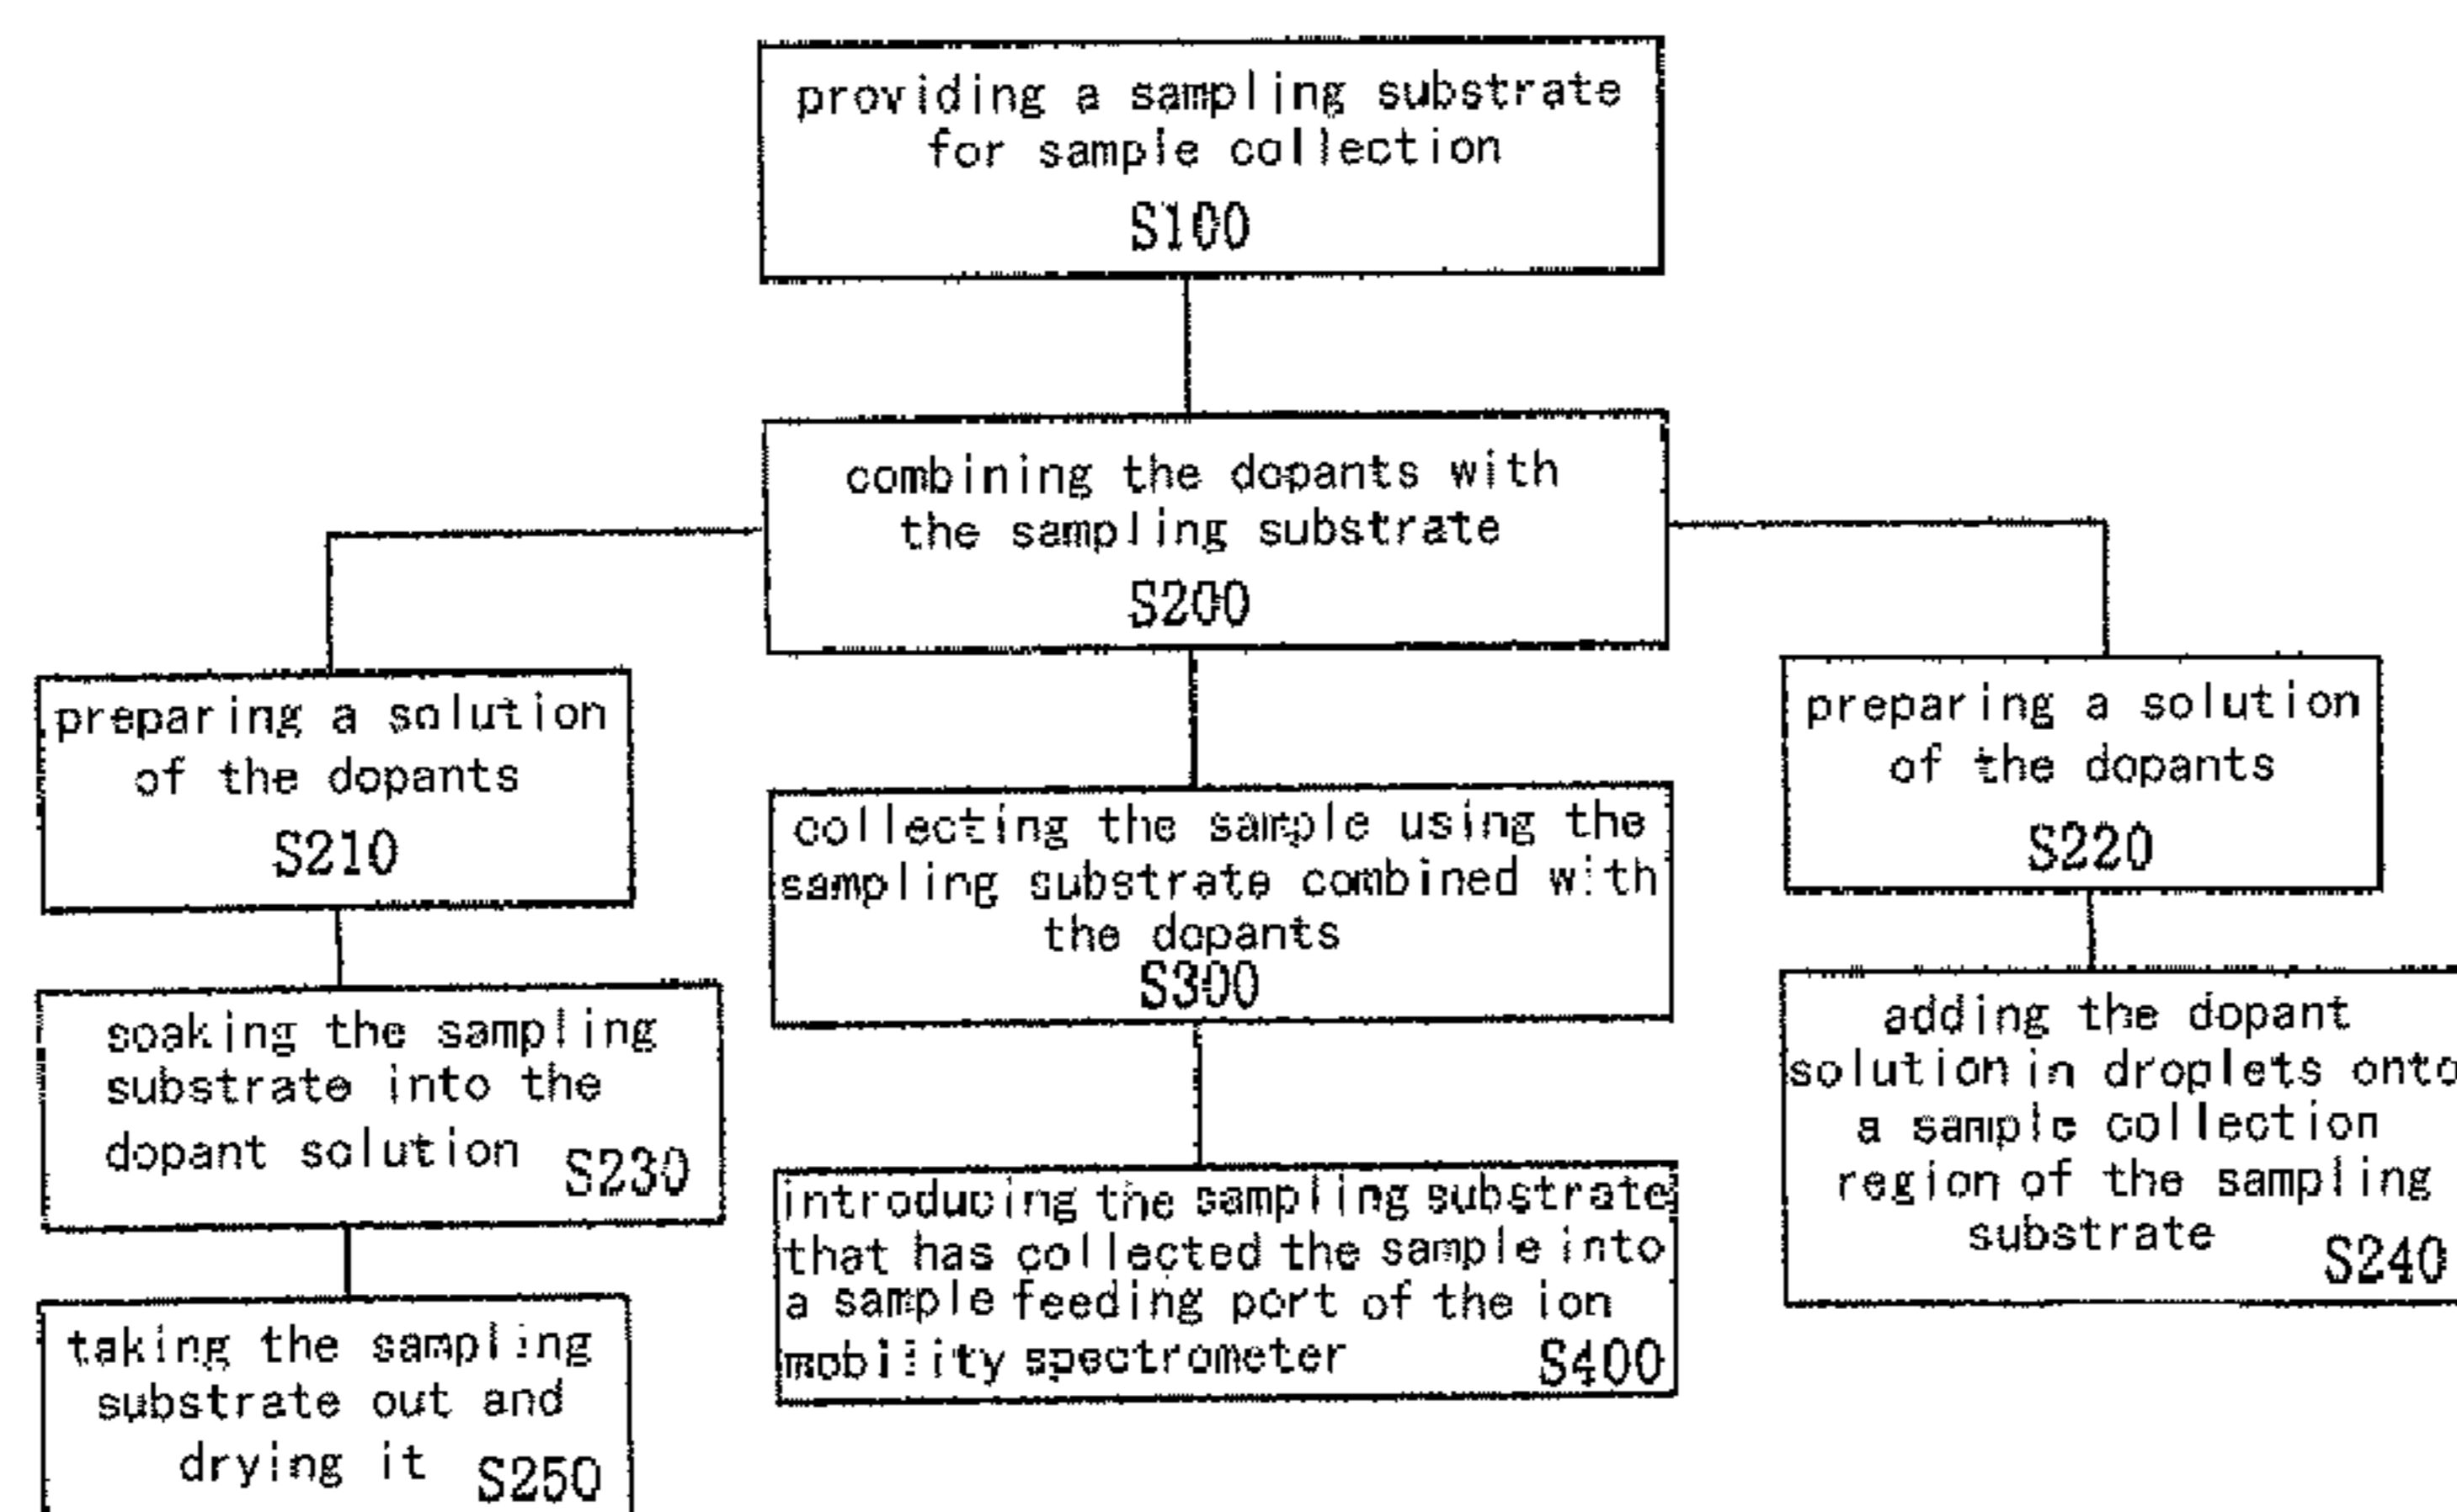 providing a sampling substrate
for sample collection
S100
combining the dopants with
the sampling substrate
S200
preparing a solution
of the dopants
S210
soaking the sampling
substrate into the
dopant solution S230
taking the sampling
substrate out and
drying it S250
collecting the sample using the
sampling substrate combined with
the dopants
S300
introducing the sampling substrate
that has collected the sample into
a sample feeding port of the ion
mobility spectrometer S400
preparing a solution
of the dopants
S220
adding the dopant
solution in droplets onto
a sample collection
region of the sampling
substrate S240